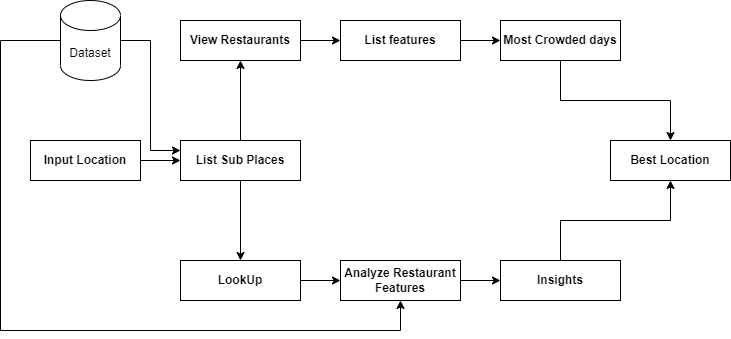 Dataset
View Restaurants
List features
Most Crowded days
Input Location
List Sub Places
Best Location
LookUp
Analyze Restaurant
Features
Insights